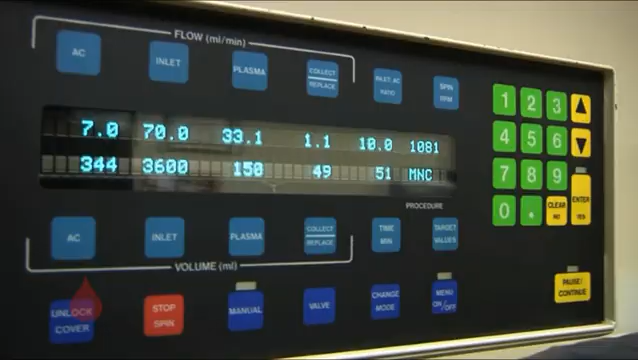 FLOW (ml/min)
AC INLET PLASMA COLLECT/REPLACE INLET:AC RATIO SPIN RPM
7.0 70.0 33.1 1.1 10.0 1081
344 3600 150 49 51 MNC
PROCEDURE
AC INLET PLASMA COLLECT/REPLACE TIME MIN TARGET VALUES
VOLUME (ml)
UNLOCK COVER STOP SPIN MANUAL VALVE CHANGE MODE MENU ON/OFF
1 2 3 ▲
4 5 6 ▼
7 8 9 ENTER YES
0 . CLEAR NO
PAUSE/CONTINUE